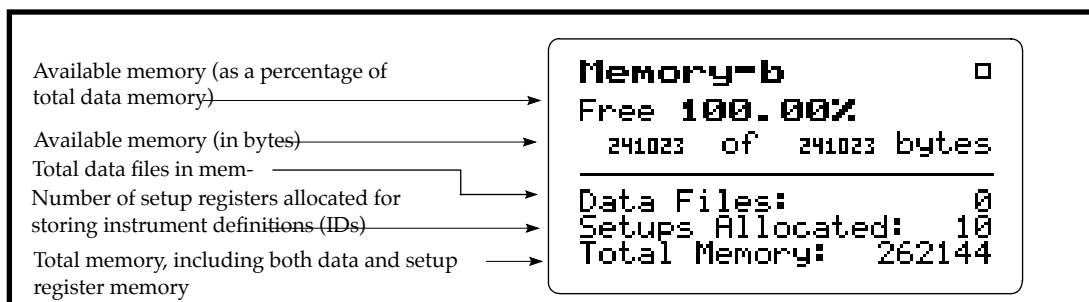 Available memory (as a percentage of
total data memory)
Available memory (in bytes)
Total data files in mem-
Number of setup registers allocated for
storing instrument definitions (IDs)
Total memory, including both data and setup
register memory
Memory-b
Free 100.00%
241023 of 241023 bytes
Data Files: 0
Setups Allocated: 10
Total Memory: 262144